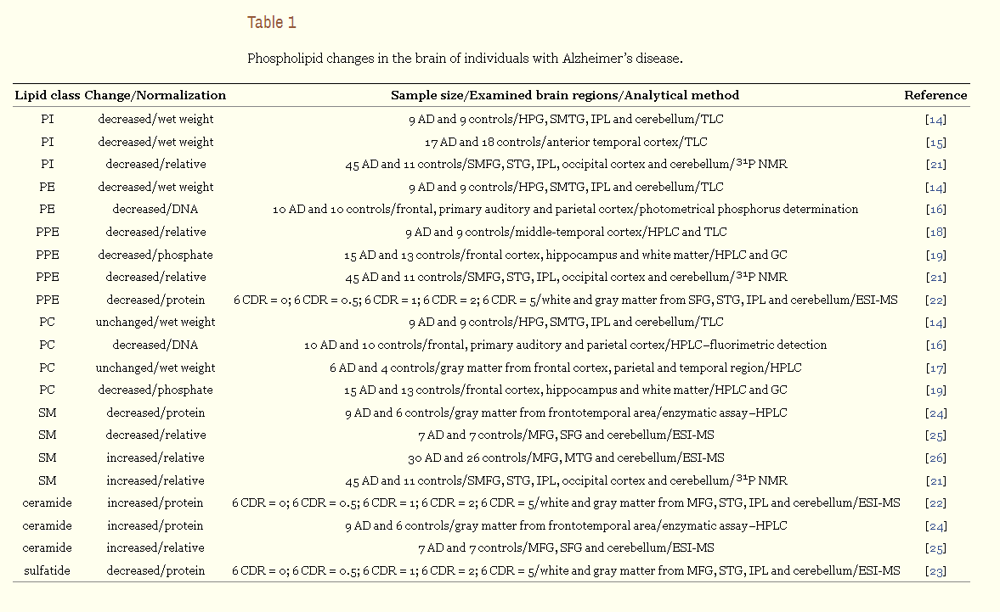 Table 1
Phospholipid changes in the brain of individuals with Alzheimer's disease.
Lipid class Change/Normalization Sample size/Examined brain regions/Analytical method Reference
PI decreased/wet weight 9 AD and 9 controls/HPG, SMTG, IPL and cerebellum/TLC [14]
PI decreased/wet weight 17 AD and 18 controls/anterior temporal cortex/TLC [15]
PI decreased/relative 45 AD and 11 controls/SMFG, STG, IPL, occipital cortex and cerebellum/³¹P NMR [21]
PE decreased/wet weight 9 AD and 9 controls/HPG, SMTG, IPL and cerebellum/TLC [14]
PE decreased/DNA 10 AD and 10 controls/frontal, primary auditory and parietal cortex/photometrical phosphorus determination [16]
PPE decreased/relative 9 AD and 9 controls/middle-temporal cortex/HPLC and TLC [18]
PPE decreased/phosphate 15 AD and 13 controls/frontal cortex, hippocampus and white matter/HPLC and GC [19]
PPE decreased/relative 45 AD and 11 controls/SMFG, STG, IPL, occipital cortex and cerebellum/³¹P NMR [21]
PPE decreased/protein 6 CDR = 0; 6 CDR = 0.5; 6 CDR = 1; 6 CDR = 2; 6 CDR = 5/white and gray matter from SFG, STG, IPL and cerebellum/ESI-MS [22]
PC unchanged/wet weight 9 AD and 9 controls/HPG, SMTG, IPL and cerebellum/TLC [14]
PC decreased/DNA 10 AD and 10 controls/frontal, primary auditory and parietal cortex/HPLC–fluorimetric detection [16]
PC unchanged/wet weight 6 AD and 4 controls/gray matter from frontal cortex, parietal and temporal region/HPLC [17]
PC decreased/phosphate 15 AD and 13 controls/frontal cortex, hippocampus and white matter/HPLC and GC [19]
SM decreased/protein 9 AD and 6 controls/gray matter from frontotemporal area/enzymatic assay–HPLC [24]
SM decreased/relative 7 AD and 7 controls/MFG, SFG and cerebellum/ESI-MS [25]
SM increased/relative 30 AD and 26 controls/MFG, MTG and cerebellum/ESI-MS [26]
SM increased/relative 45 AD and 11 controls/SMFG, STG, IPL, occipital cortex and cerebellum/³¹P NMR [21]
ceramide increased/protein 6 CDR = 0; 6 CDR = 0.5; 6 CDR = 1; 6 CDR = 2; 6 CDR = 5/white and gray matter from MFG, STG, IPL and cerebellum/ESI-MS [22]
ceramide increased/protein 9 AD and 6 controls/gray matter from frontotemporal area/enzymatic assay–HPLC [24]
ceramide increased/relative 7 AD and 7 controls/MFG, SFG and cerebellum/ESI-MS [25]
sulfatide decreased/protein 6 CDR = 0; 6 CDR = 0.5; 6 CDR = 1; 6 CDR = 2; 6 CDR = 5/white and gray matter from MFG, STG, IPL and cerebellum/ESI-MS [23]